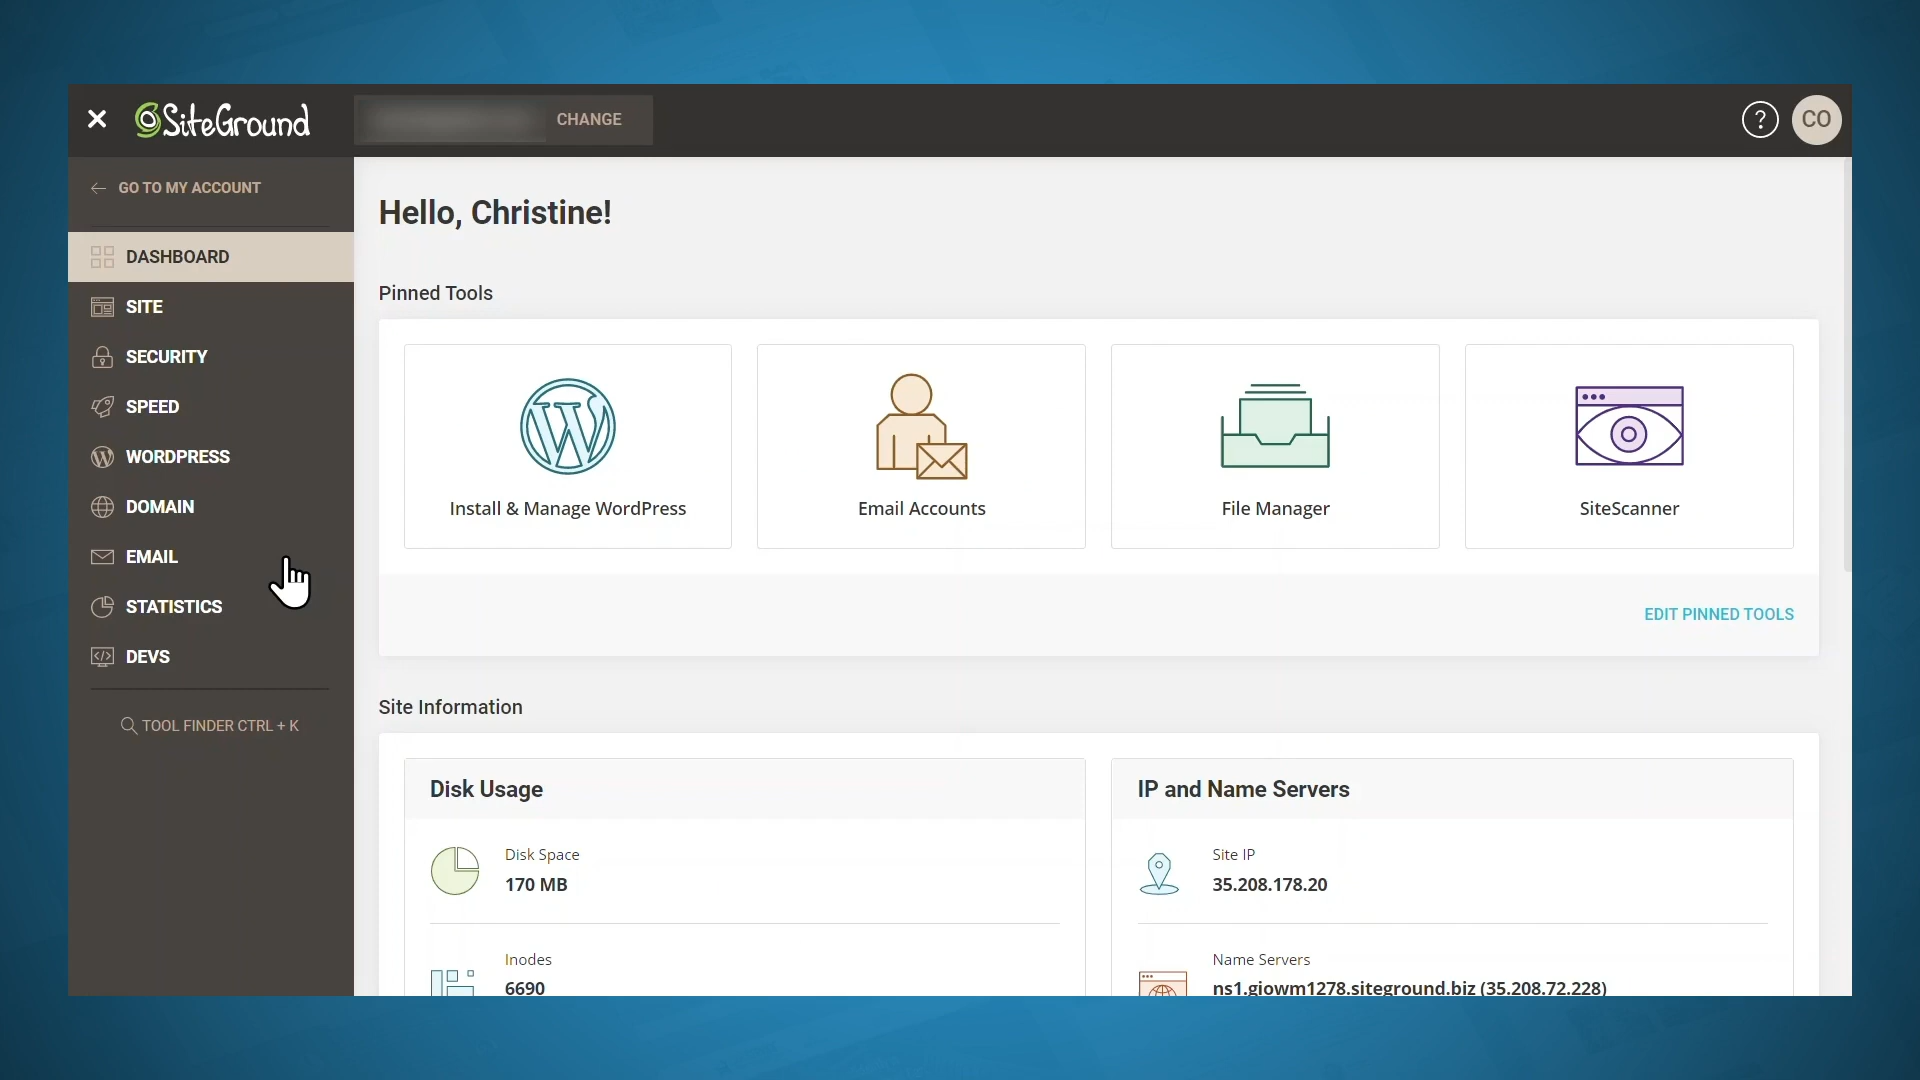 SiteGround
CHANGE
?
CO
GO TO MY ACCOUNT
DASHBOARD
SITE
SECURITY
SPEED
WORDPRESS
DOMAIN
EMAIL
STATISTICS
DEVS
TOOL FINDER CTRL + K
Hello, Christine!
Pinned Tools
Install & Manage WordPress
Email Accounts
File Manager
SiteScanner
EDIT PINNED TOOLS
Site Information
Disk Usage
Disk Space
170 MB
Inodes
6690
IP and Name Servers
Site IP
35.208.178.20
Name Servers
ns1.giowm1278.siteground.biz (35.208.72.228)